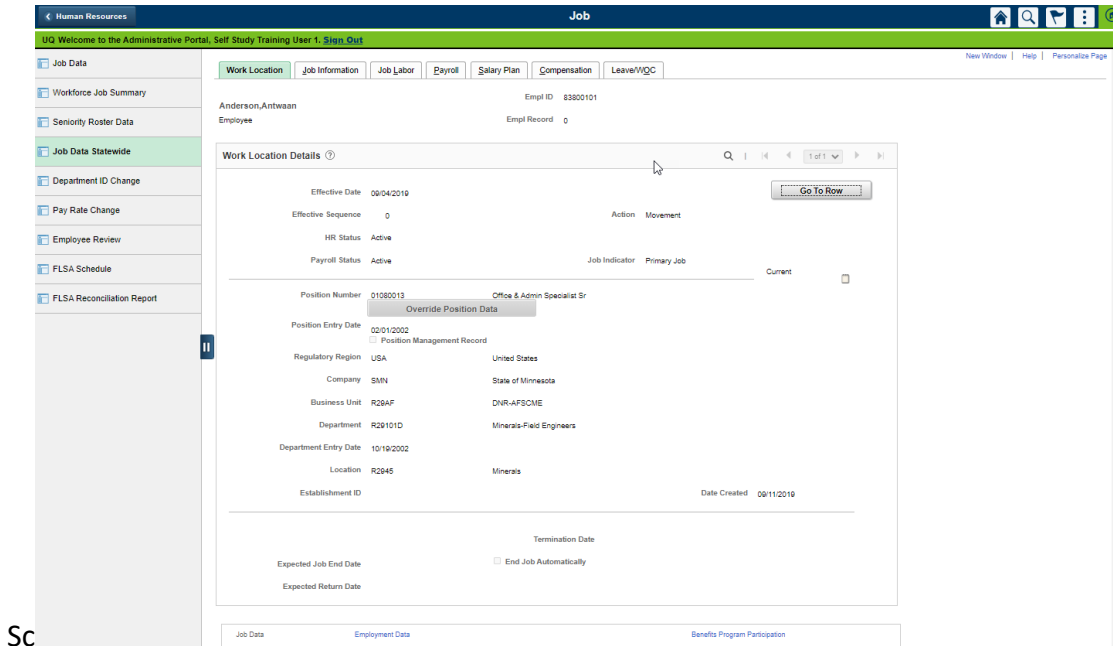 Human Resources
Job
UQ Welcome to the Administrative Portal, Self Study Training User 1. Sign Out
New Window | Help | Personalize Page
Job Data
Workforce Job Summary
Seniority Roster Data
Job Data Statewide
Department ID Change
Pay Rate Change
Employee Review
FLSA Schedule
FLSA Reconciliation Report
Work Location Job Information Job Labor Payroll Salary Plan Compensation Leave/WOC
Empl ID 83800101
Anderson,Antwaan
Employee Empl Record 0
Work Location Details
1 of 1
Effective Date 09/04/2019 Go To Row
Effective Sequence 0 Action Movement
HR Status Active
Payroll Status Active Job Indicator Primary Job
Current
Position Number 01080013 Office & Admin Specialist Sr
Override Position Data
Position Entry Date 02/01/2002
Position Management Record
Regulatory Region USA United States
Company SMN State of Minnesota
Business Unit R29AF DNR-AFSCME
Department R29101D Minerals-Field Engineers
Department Entry Date 10/19/2002
Location R2945 Minerals
Establishment ID Date Created 09/11/2019
Termination Date
Expected Job End Date End Job Automatically
Expected Return Date
Job Data Employment Data Benefits Program Participation
Sc